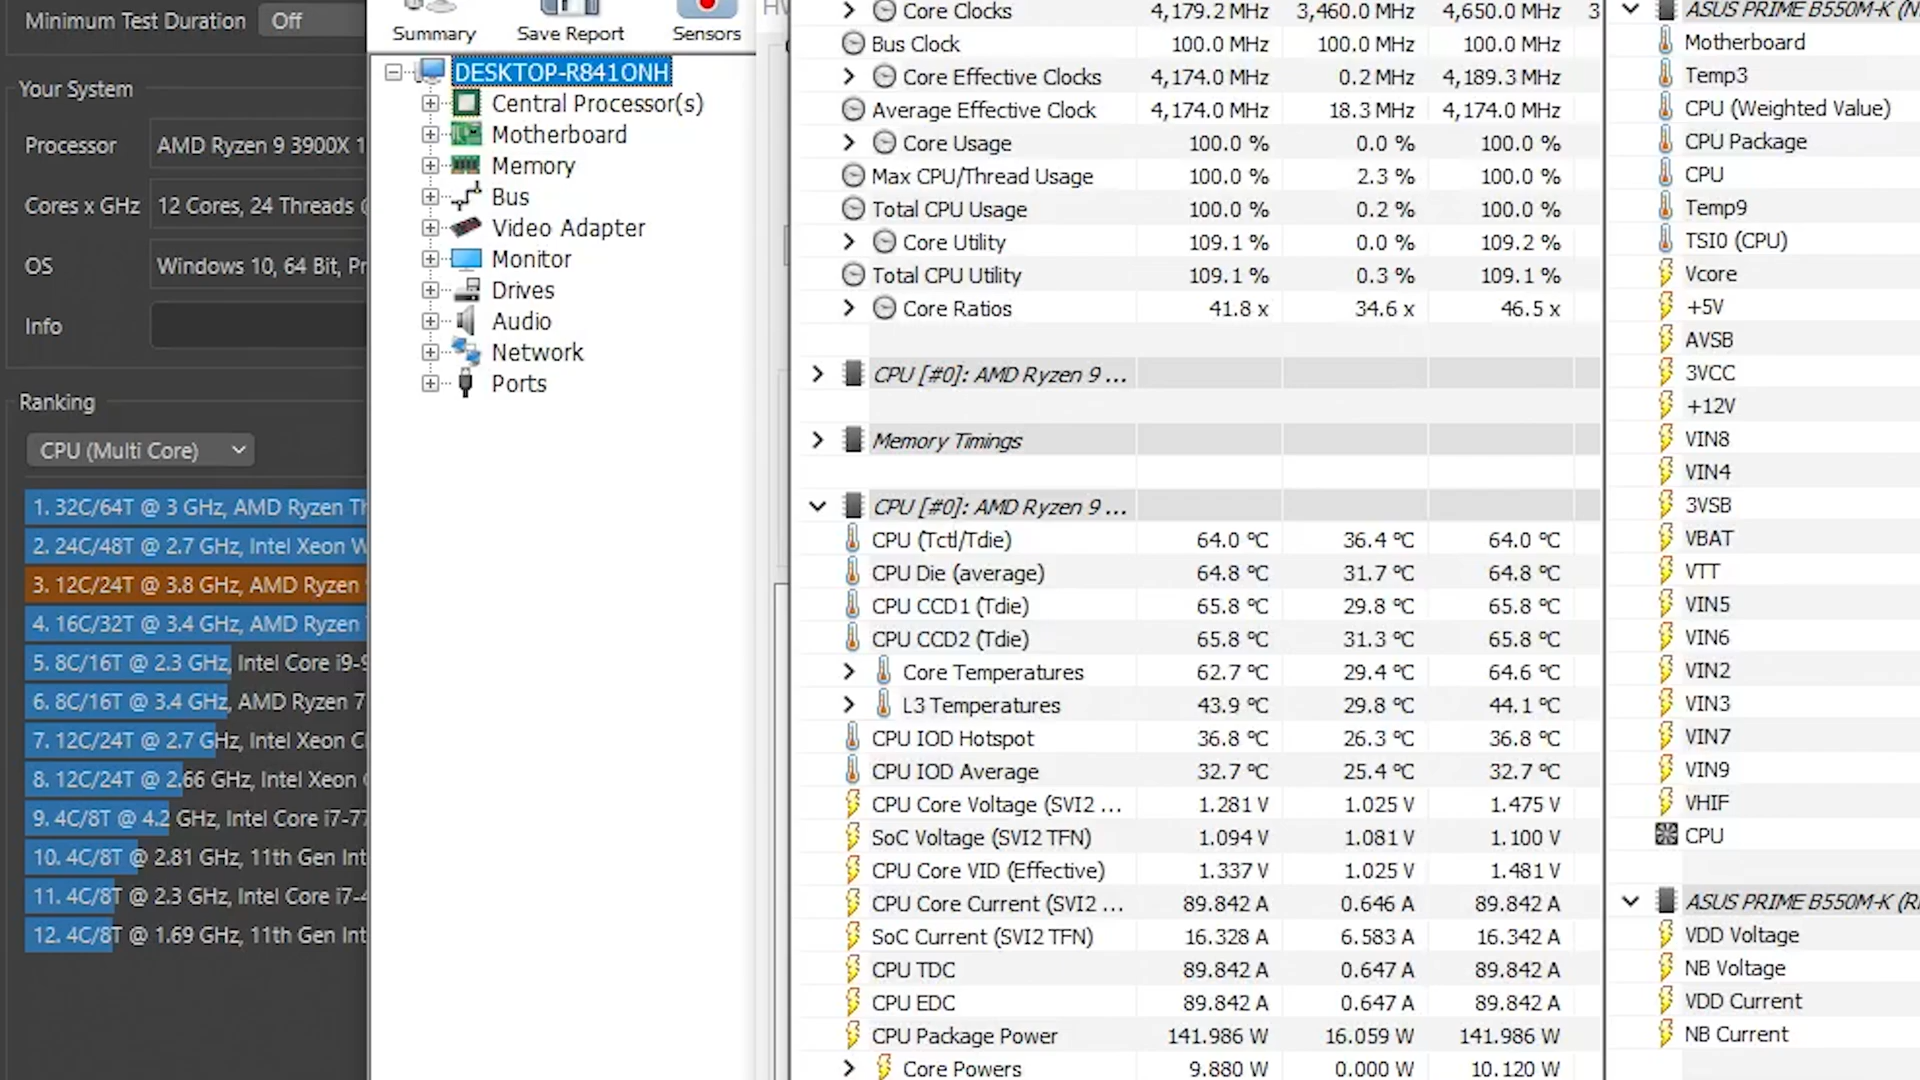 Minimum Test Duration Off
Your System
Processor AMD Ryzen 9 3900X 1
Cores x GHz 12 Cores, 24 Threads
OS Windows 10, 64 Bit, Pr
Info
Ranking
CPU (Multi Core)
1. 32C/64T @ 3 GHz, AMD Ryzen Th
2. 24C/48T @ 2.7 GHz, Intel Xeon W
3. 12C/24T @ 3.8 GHz, AMD Ryzen
4. 16C/32T @ 3.4 GHz, AMD Ryzen
5. 8C/16T @ 2.3 GHz, Intel Core i9-9
6. 8C/16T @ 3.4 GHz, AMD Ryzen 7
7. 12C/24T @ 2.7 GHz, Intel Xeon C
8. 12C/24T @ 2.66 GHz, Intel Xeon
9. 4C/8T @ 4.2 GHz, Intel Core i7-77
10. 4C/8T @ 2.81 GHz, 11th Gen Int
11. 4C/8T @ 2.3 GHz, Intel Core i7-4
12. 4C/8T @ 1.69 GHz, 11th Gen Int
Summary Save Report Sensors
DESKTOP-R841ONH
Central Processor(s)
Motherboard
Memory
Bus
Video Adapter
Monitor
Drives
Audio
Network
Ports
Core Clocks 4,179.2 MHz 3,460.0 MHz 4,650.0 MHz 3
Bus Clock 100.0 MHz 100.0 MHz 100.0 MHz
Core Effective Clocks 4,174.0 MHz 0.2 MHz 4,189.3 MHz
Average Effective Clock 4,174.0 MHz 18.3 MHz 4,174.0 MHz
Core Usage 100.0 % 0.0 % 100.0 %
Max CPU/Thread Usage 100.0 % 2.3 % 100.0 %
Total CPU Usage 100.0 % 0.2 % 100.0 %
Core Utility 109.1 % 0.0 % 109.2 %
Total CPU Utility 109.1 % 0.3 % 109.1 %
Core Ratios 41.8 x 34.6 x 46.5 x
CPU [#0]: AMD Ryzen 9 ...
Memory Timings
CPU [#0]: AMD Ryzen 9 ...
CPU (Tctl/Tdie) 64.0 °C 36.4 °C 64.0 °C
CPU Die (average) 64.8 °C 31.7 °C 64.8 °C
CPU CCD1 (Tdie) 65.8 °C 29.8 °C 65.8 °C
CPU CCD2 (Tdie) 65.8 °C 31.3 °C 65.8 °C
Core Temperatures 62.7 °C 29.4 °C 64.6 °C
L3 Temperatures 43.9 °C 29.8 °C 44.1 °C
CPU IOD Hotspot 36.8 °C 26.3 °C 36.8 °C
CPU IOD Average 32.7 °C 25.4 °C 32.7 °C
CPU Core Voltage (SVI2 ... 1.281 V 1.025 V 1.475 V
SoC Voltage (SVI2 TFN) 1.094 V 1.081 V 1.100 V
CPU Core VID (Effective) 1.337 V 1.025 V 1.481 V
CPU Core Current (SVI2 ... 89.842 A 0.646 A 89.842 A
SoC Current (SVI2 TFN) 16.328 A 6.583 A 16.342 A
CPU TDC 89.842 A 0.647 A 89.842 A
CPU EDC 89.842 A 0.647 A 89.842 A
CPU Package Power 141.986 W 16.059 W 141.986 W
Core Powers 9.880 W 0.000 W 10.120 W
ASUS PRIME B550M-K (N
Motherboard
Temp3
CPU (Weighted Value)
CPU Package
CPU
Temp9
TSI0 (CPU)
Vcore
+5V
AVSB
3VCC
+12V
VIN8
VIN4
3VSB
VBAT
VTT
VIN5
VIN6
VIN2
VIN3
VIN7
VIN9
VHIF
CPU
ASUS PRIME B550M-K (R
VDD Voltage
NB Voltage
VDD Current
NB Current